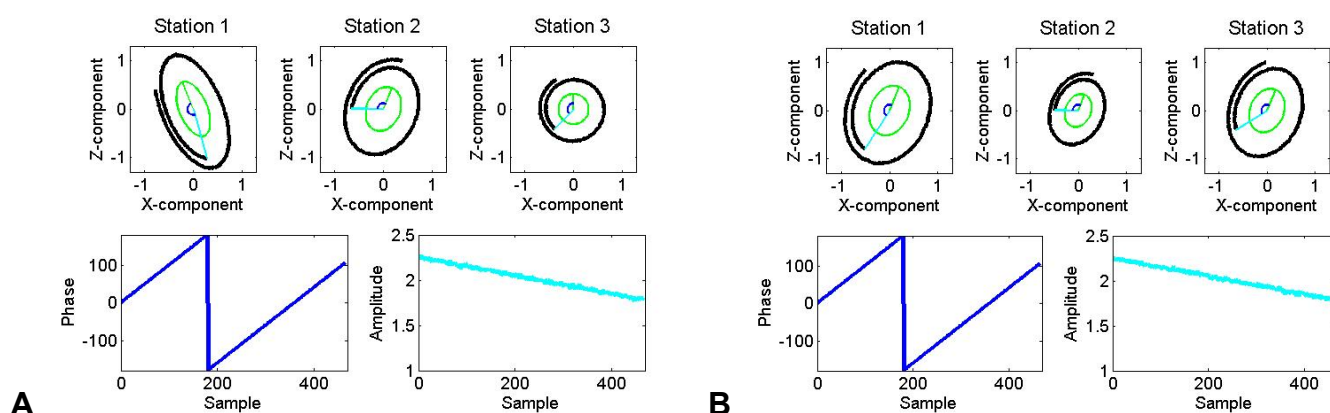 Station 1
Station 2
Station 3
Z-component
1
0
-1
Z-component
1
0
-1
Z-component
1
0
-1
-1 0 1
-1 0 1
-1 0 1
X-component
X-component
X-component
Phase
100
0
-100
0 200 400
Sample
Amplitude
2.5
2
1.5
1
0 200 400
Sample
A
Station 1
Station 2
Station 3
Z-component
1
0
-1
Z-component
1
0
-1
Z-component
1
0
-1
-1 0 1
-1 0 1
-1 0 1
X-component
X-component
X-component
Phase
100
0
-100
0 200 400
Sample
Amplitude
2.5
2
1.5
1
0 200 400
Sample
B